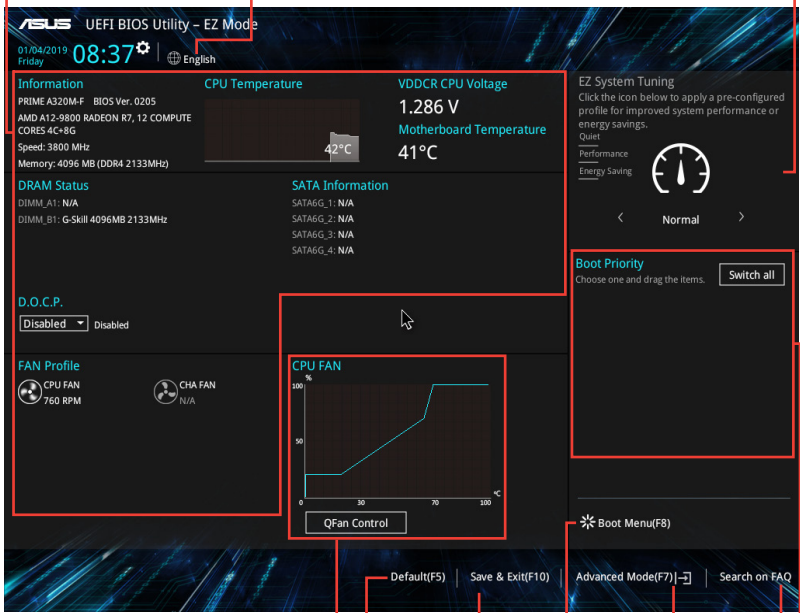 ASUS UEFI BIOS Utility – EZ Mode
01/04/2019
Friday
08:37
English
Information
PRIME A320M-F BIOS Ver. 0205
AMD A12-9800 RADEON R7, 12 COMPUTE
CORES 4C+8G
Speed: 3800 MHz
Memory: 4096 MB (DDR4 2133MHz)
CPU Temperature
42°C
VDDCR CPU Voltage
1.286 V
Motherboard Temperature
41°C
EZ System Tuning
Click the icon below to apply a pre-configured
profile for improved system performance or
energy savings.
Quiet
Performance
Energy Saving
< Normal >
DRAM Status
DIMM_A1: N/A
DIMM_B1: G-Skill 4096MB 2133MHz
SATA Information
SATA6G_1: N/A
SATA6G_2: N/A
SATA6G_3: N/A
SATA6G_4: N/A
Boot Priority
Choose one and drag the items.
Switch all
D.O.C.P.
Disabled Disabled
FAN Profile
CPU FAN
760 RPM
CHA FAN
N/A
CPU FAN
%
100
50
°C
0 30 70 100
QFan Control
Boot Menu(F8)
Default(F5) Save & Exit(F10) Advanced Mode(F7) Search on FAQ